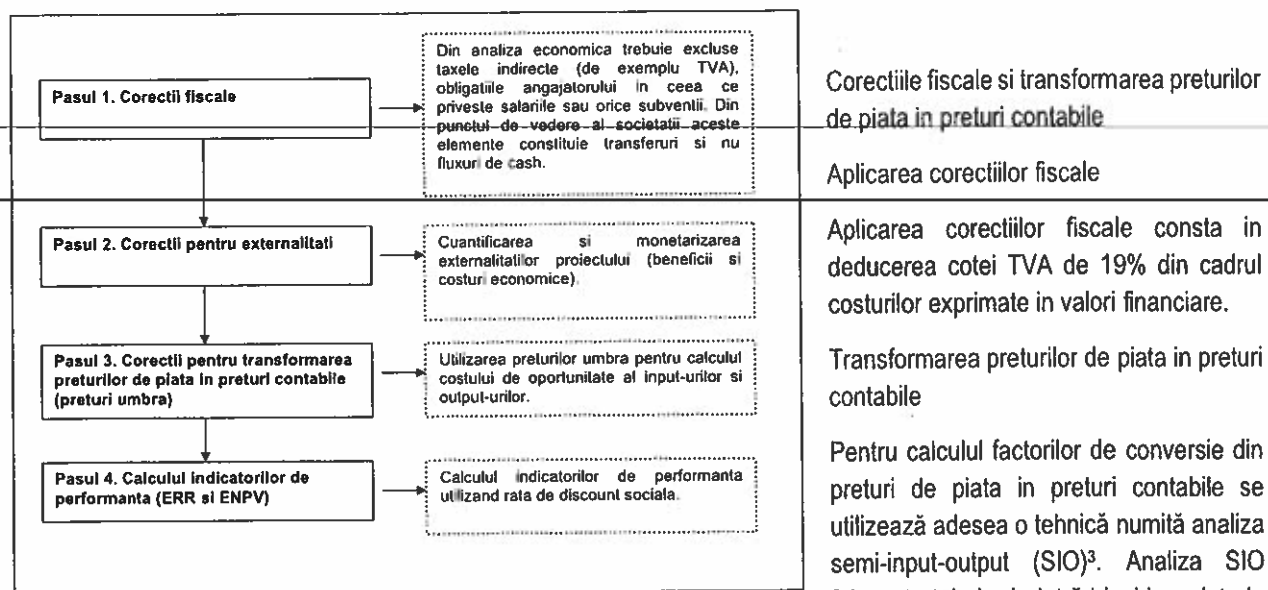 Pasul 1. Corectii fiscale
Din analiza economica trebuie excluse
taxele indirecte (de exemplu TVA),
obligatiile angajatorului in ceea ce
priveste salariile sau orice subventii. Din
punctul de vedere al societatii aceste
elemente constituie transferuri si nu
fluxuri de cash.
Pasul 2. Corectii pentru externalitati
Cuantificarea si monetarizarea
externalitatilor proiectului (beneficii si
costuri economice).
Pasul 3. Corectii pentru transformarea
preturilor de piata in preturi contabile
(preturi umbra)
Utilizarea preturilor umbra pentru calculul
costului de oportunitate al input-urilor si
output-urilor.
Pasul 4. Calculul indicatorilor de
performanta (ERR si ENPV)
Calculul indicatorilor de performanta
utilizand rata de discount sociala.
Corectiile fiscale si transformarea preturilor
de piata in preturi contabile
Aplicarea corectiilor fiscale
Aplicarea corectiilor fiscale consta in
deducerea cotei TVA de 19% din cadrul
costurilor exprimate in valori financiare.
Transformarea preturilor de piata in preturi
contabile
Pentru calculul factorilor de conversie din
preturi de piata in preturi contabile se
utilizează adesea o tehnică numită analiza
semi-input-output (SIO)³. Analiza SIO